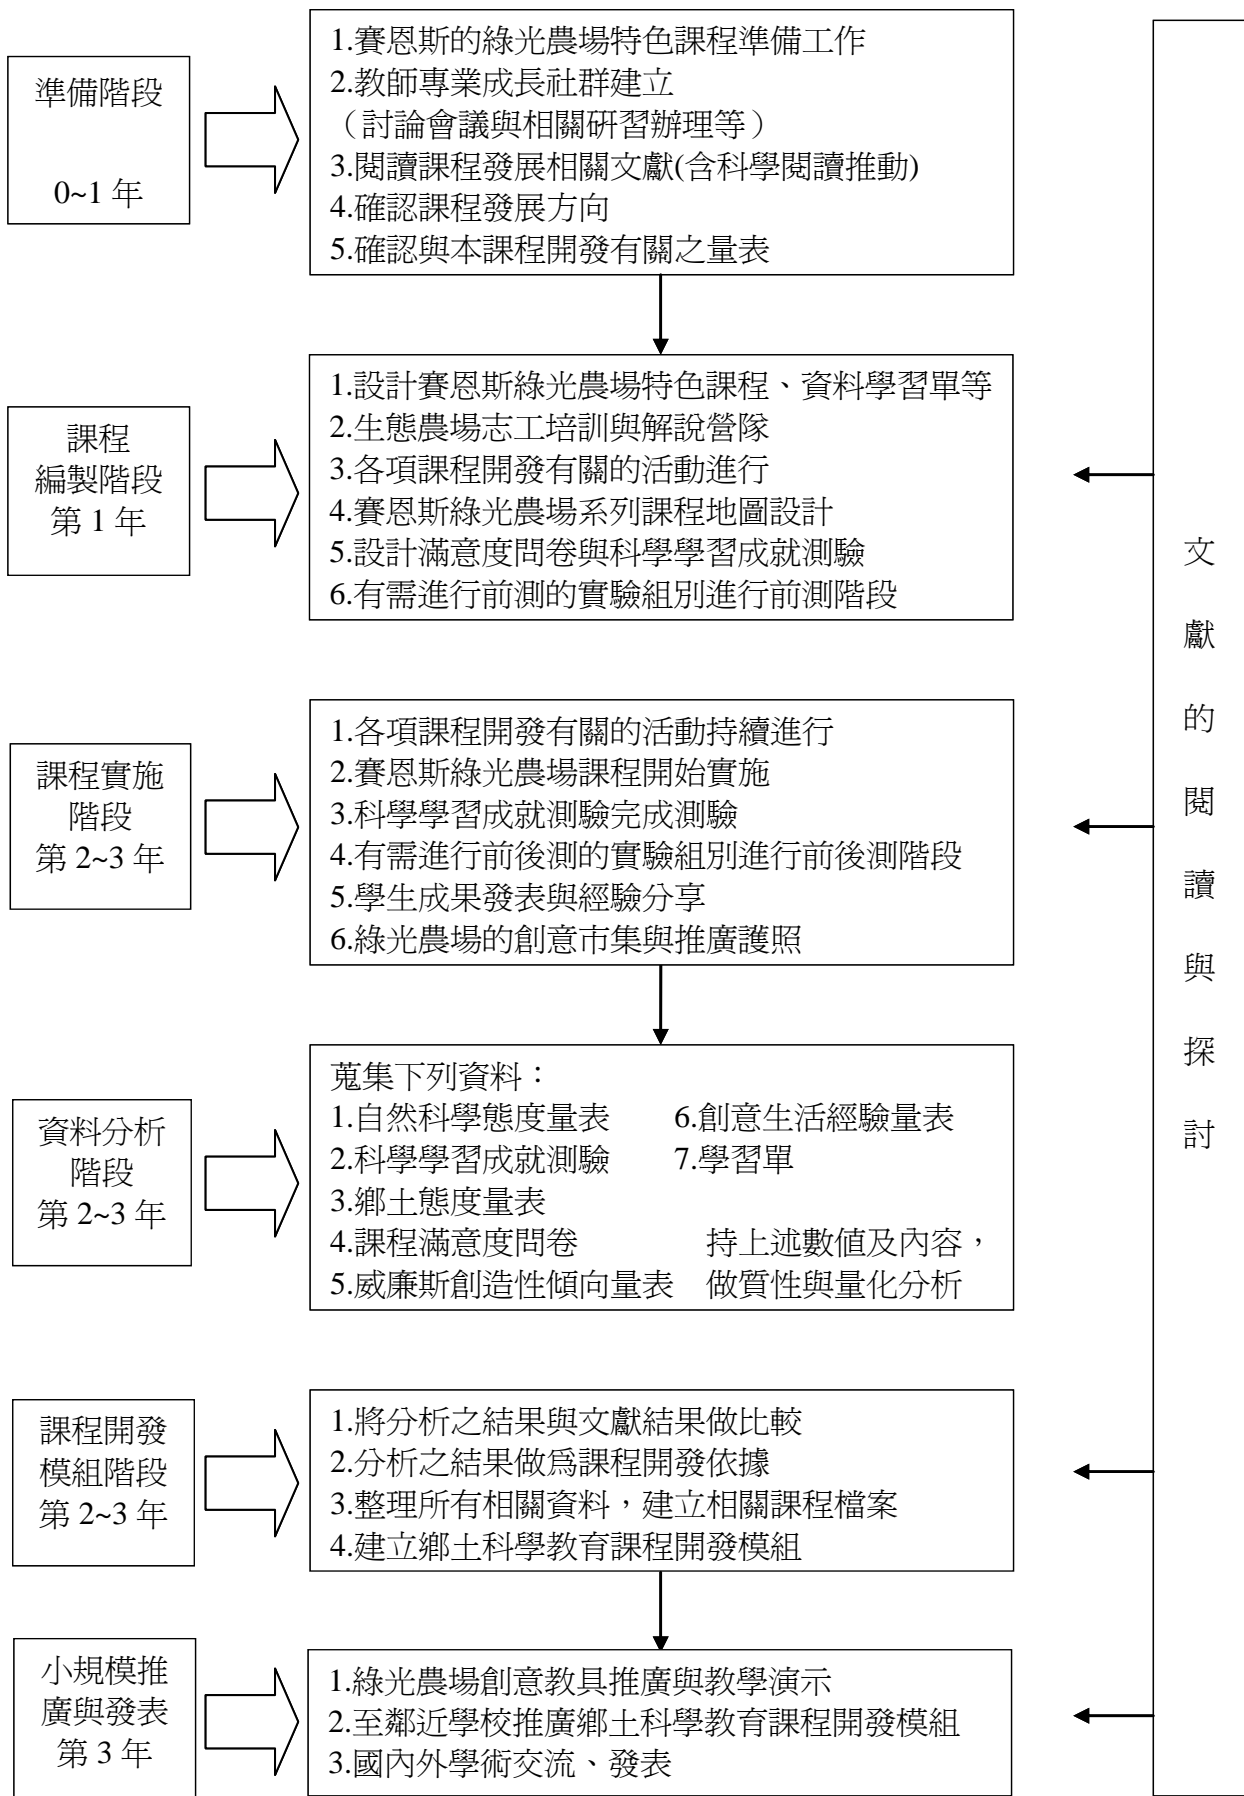 準備階段
0~1 年
1.賽恩斯的綠光農場特色課程準備工作
2.教師專業成長社群建立
（討論會議與相關研習辦理等）
3.閱讀課程發展相關文獻(含科學閱讀推動)
4.確認課程發展方向
5.確認與本課程開發有關之量表
課程
編製階段
第 1 年
1.設計賽恩斯綠光農場特色課程、資料學習單等
2.生態農場志工培訓與解說營隊
3.各項課程開發有關的活動進行
4.賽恩斯綠光農場系列課程地圖設計
5.設計滿意度問卷與科學學習成就測驗
6.有需進行前測的實驗組別進行前測階段
課程實施
階段
第 2~3 年
1.各項課程開發有關的活動持續進行
2.賽恩斯綠光農場課程開始實施
3.科學學習成就測驗完成測驗
4.有需進行前後測的實驗組別進行前後測階段
5.學生成果發表與經驗分享
6.綠光農場的創意市集與推廣護照
資料分析
階段
第 2~3 年
蒐集下列資料：
1.自然科學態度量表 6.創意生活經驗量表
2.科學學習成就測驗 7.學習單
3.鄉土態度量表
4.課程滿意度問卷 持上述數值及內容，
5.威廉斯創造性傾向量表 做質性與量化分析
課程開發
模組階段
第 2~3 年
1.將分析之結果與文獻結果做比較
2.分析之結果做為課程開發依據
3.整理所有相關資料，建立相關課程檔案
4.建立鄉土科學教育課程開發模組
小規模推
廣與發表
第 3 年
1.綠光農場創意教具推廣與教學演示
2.至鄰近學校推廣鄉土科學教育課程開發模組
3.國內外學術交流、發表
文獻的閱讀與探討